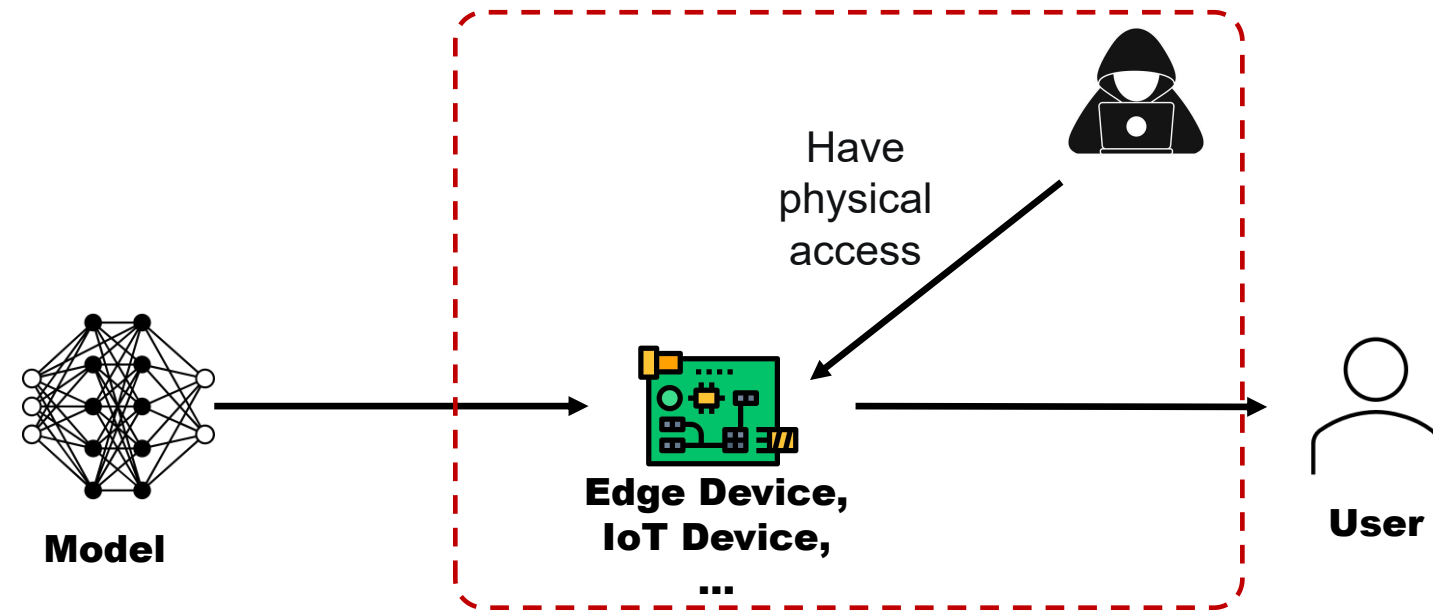 Have
physical
access
Model
Edge Device,
IoT Device,
...
User